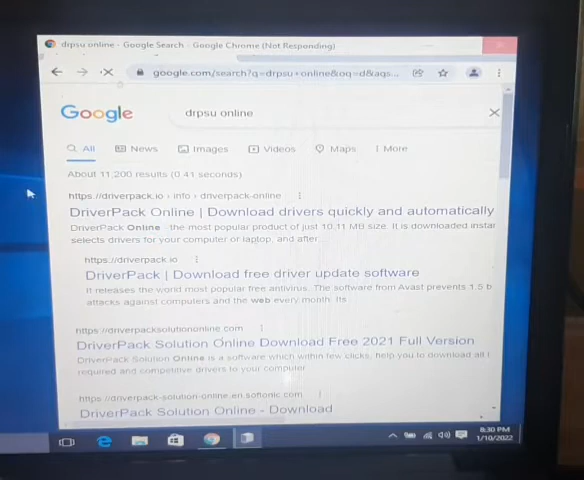 drpsu online - Google Search - Google Chrome (Not Responding)
google.com/search?q=drpsu+online&oq=d&aqs...
Google
drpsu online
All News Images Videos Maps More
About 11,200 results (0.41 seconds)
https://driverpack.io › info › driverpack-online
DriverPack Online | Download drivers quickly and automatically
DriverPack Online - the most popular product of just 10.11 MB size. It is downloaded instan
selects drivers for your computer or laptop, and after...
https://driverpack.io
DriverPack | Download free driver update software
It releases the world most popular free antivirus. The software from Avast prevents 1.5 b
attacks against computers and the web every month. Its
https://driverpacksolutiononline.com
DriverPack Solution Online Download Free 2021 Full Version
DriverPack Solution Online is a software which within few clicks, help you to download all t
required and competitive drivers to your computer
https://driverpack-solution-online.en.softonic.com
DriverPack Solution Online - Download
8:30 PM
1/10/2022